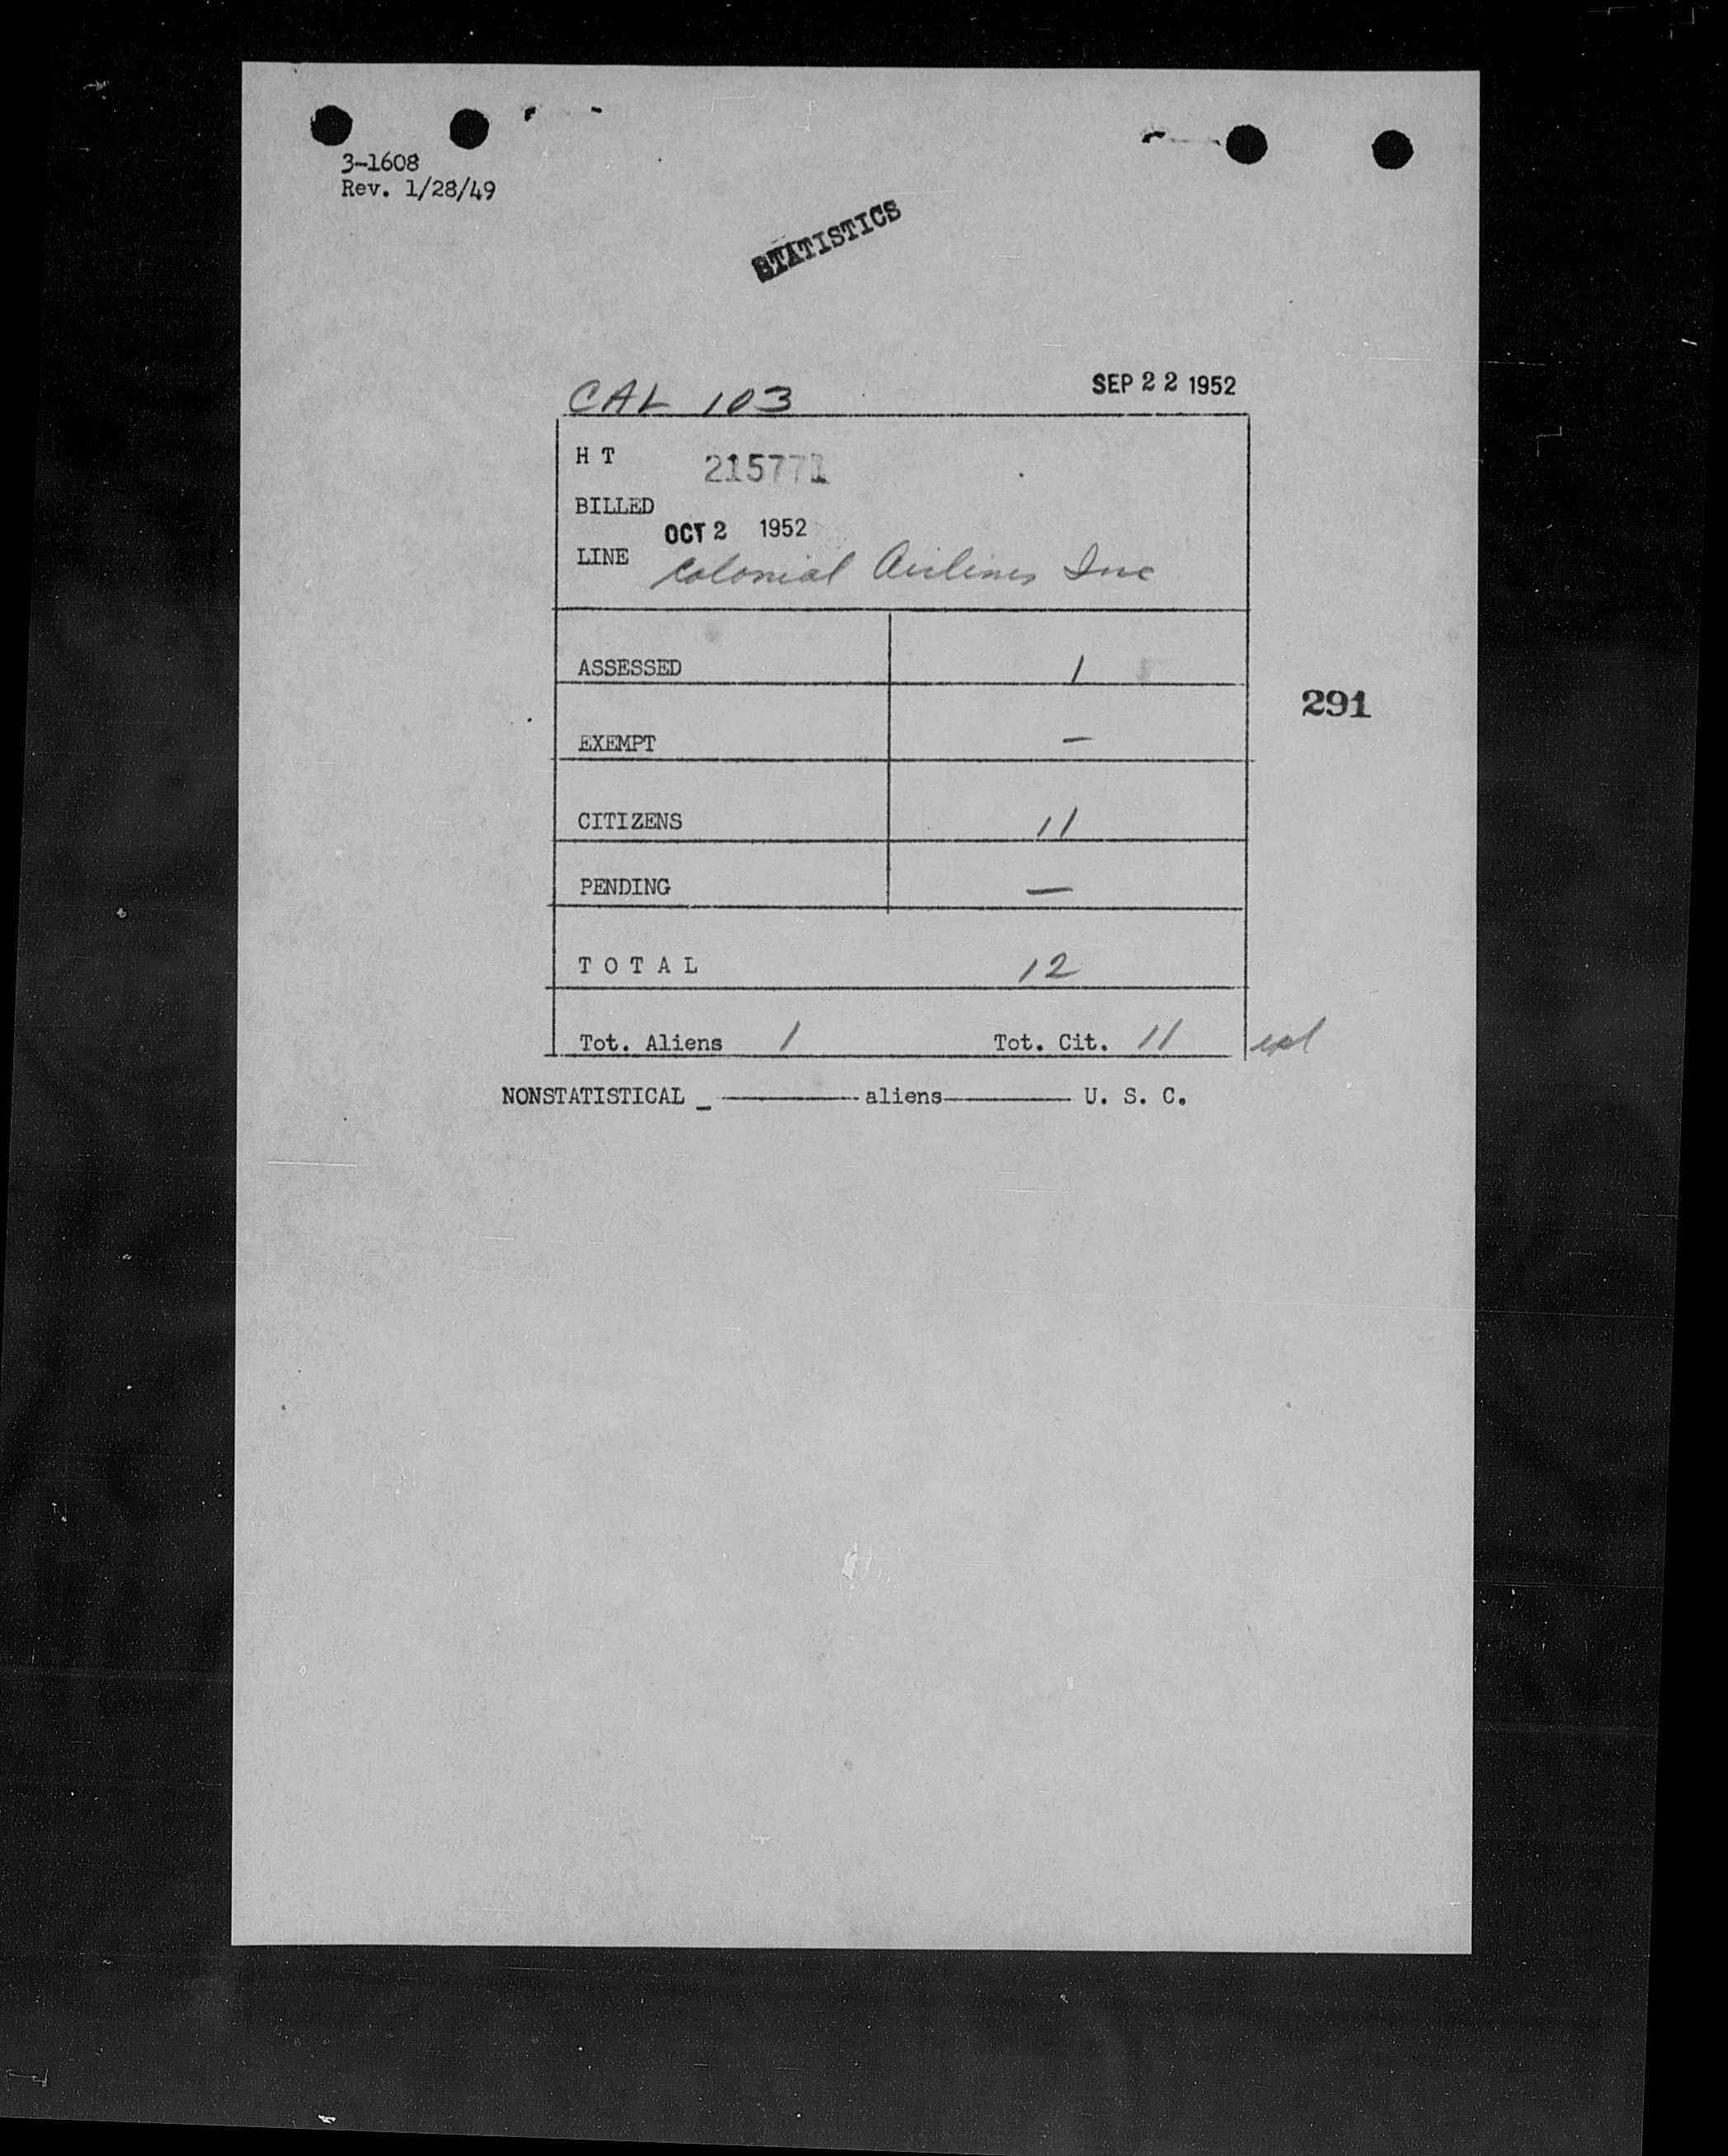 3-1608
Rev. 1/28/49
STATISTICS
CAL 103
SEP 22 1952
H T 215771
BILLED
OCT 2 1952
LINE Colonial Airlines Inc
ASSESSED 1
291
EXEMPT —
CITIZENS 11
PENDING —
T O T A L 12
Tot. Aliens 1 Tot. Cit. 11
NONSTATISTICAL _ ———— aliens———— U. S. C.